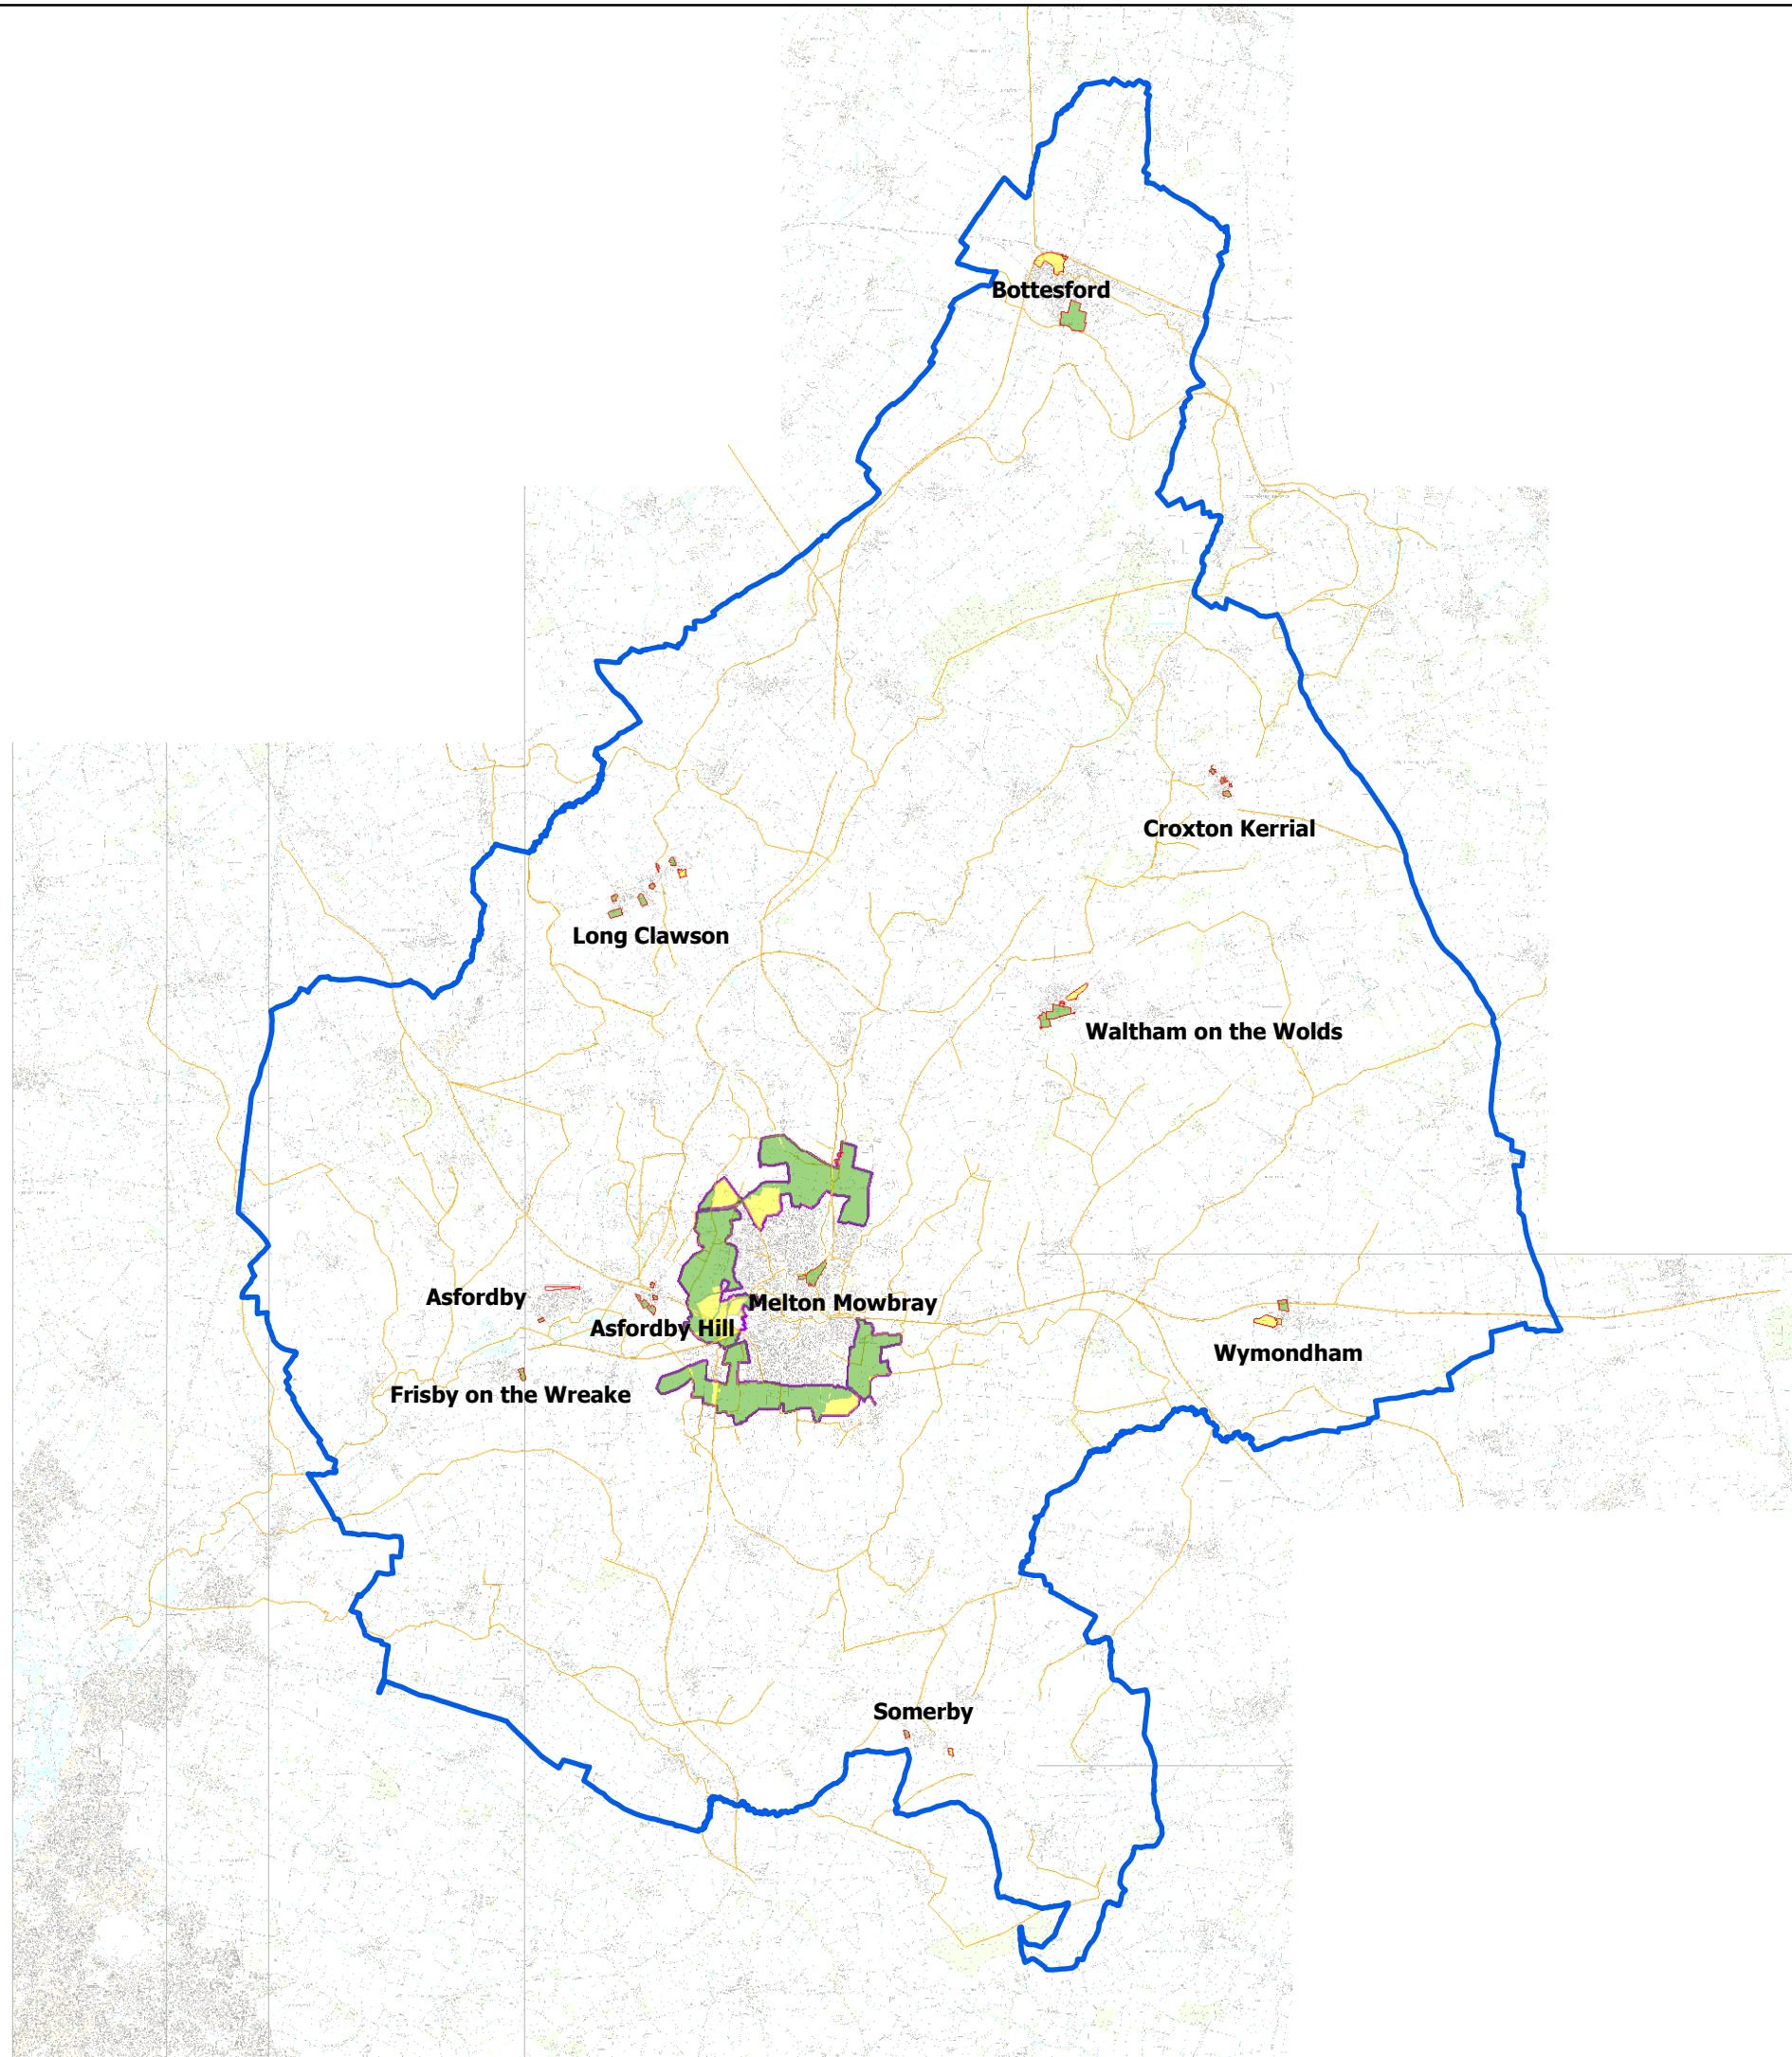 Bottesford
Croxton Kerrial
Long Clawson
Waltham on the Wolds
Asfordby
Melton Mowbray
Asfordby Hill
Wymondham
Frisby on the Wreake
Somerby